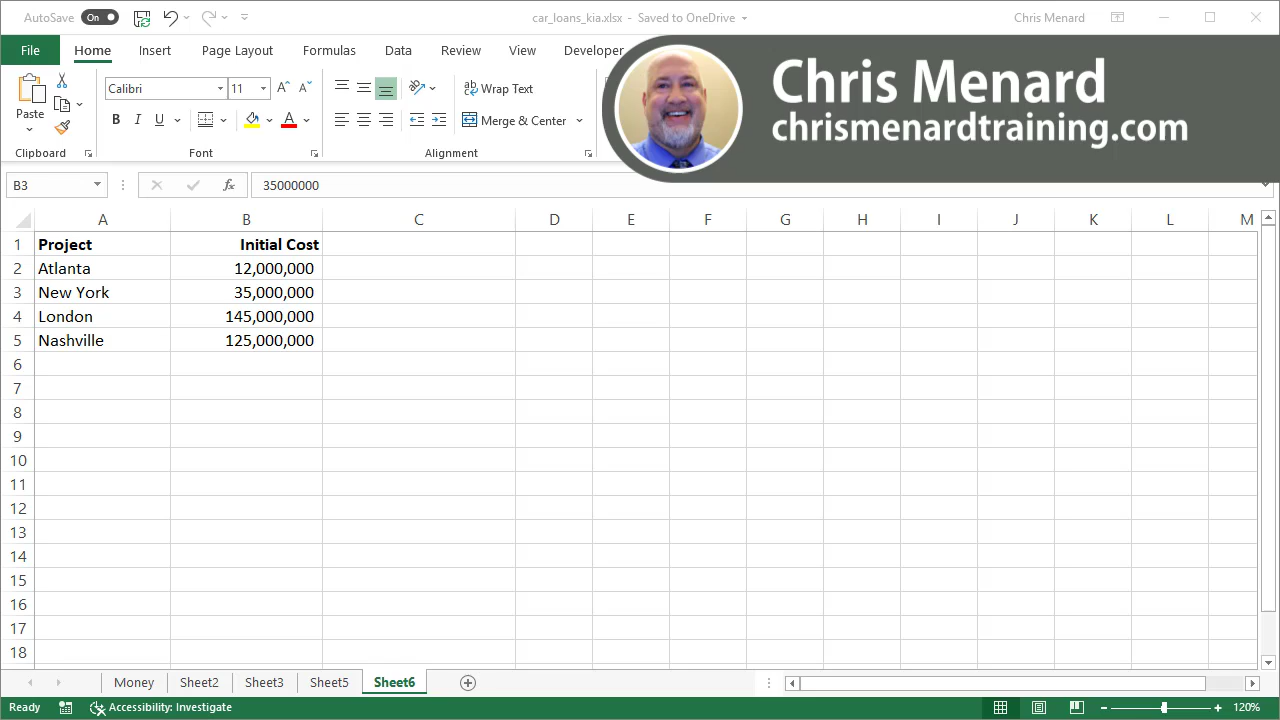 AutoSave On car_loans_kia.xlsx - Saved to OneDrive Chris Menard
File Home Insert Page Layout Formulas Data Review View Developer
Chris Menard
chrismenardtraining.com
Calibri 11 ab Wrap Text
Paste B I U A Merge & Center
Clipboard Font Alignment
B3 fx 35000000
A B C D E F G H I J K L M
1 Project Initial Cost
2 Atlanta 12,000,000
3 New York 35,000,000
4 London 145,000,000
5 Nashville 125,000,000
6
7
8
9
10
11
12
13
14
15
16
17
18
Money Sheet2 Sheet3 Sheet5 Sheet6
Ready Accessibility: Investigate 120%